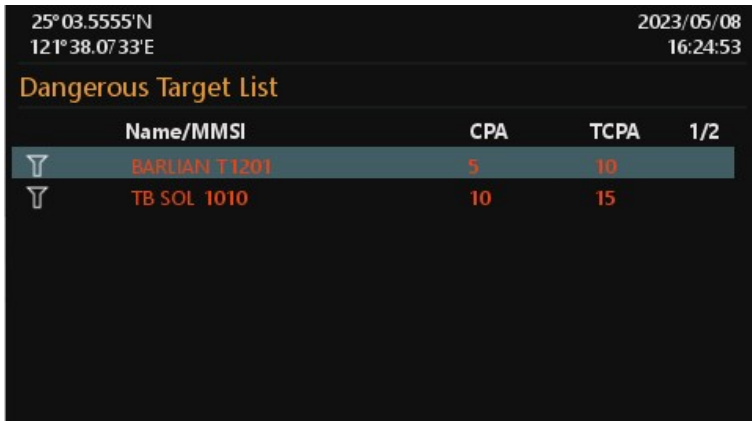 25°03.5555'N 2023/05/08
121°38.0733'E 16:24:53
Dangerous Target List
Name/MMSI CPA TCPA 1/2
BARLIAN T1201 5 10
TB SOL 1010 10 15